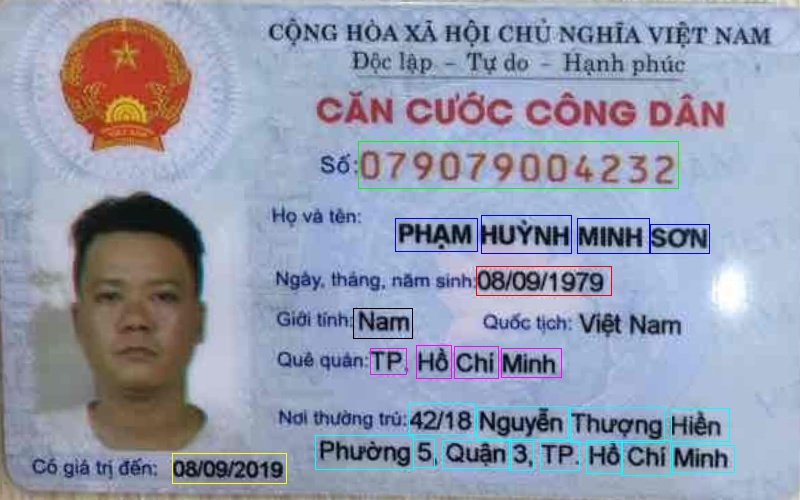 CỘNG HÒA XÃ HỘI CHỦ NGHĨA VIỆT NAM
Độc lập - Tự do - Hạnh phúc
CĂN CƯỚC CÔNG DÂN
Số: 079079004232
Họ và tên: PHẠM HUỲNH MINH SƠN
Ngày, tháng, năm sinh: 08/09/1979
Giới tính: Nam Quốc tịch: Việt Nam
Quê quán: TP. Hồ Chí Minh
Nơi thường trú: 42/18 Nguyễn Thượng Hiền
Phường 5, Quận 3, TP. Hồ Chí Minh
Có giá trị đến: 08/09/2019